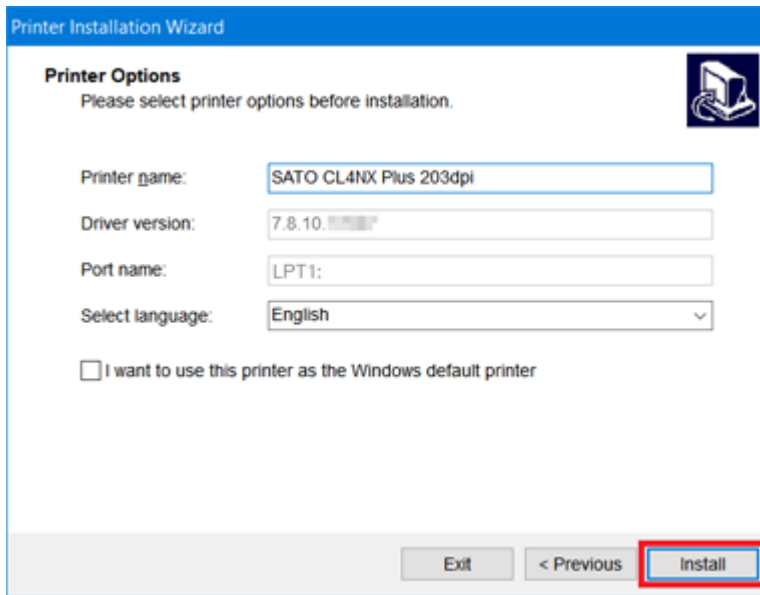 Printer Installation Wizard
Printer Options
Please select printer options before installation.
Printer name: SATO CL4NX Plus 203dpi
Driver version: 7.8.10.
Port name: LPT1:
Select language: English
I want to use this printer as the Windows default printer
Exit < Previous Install